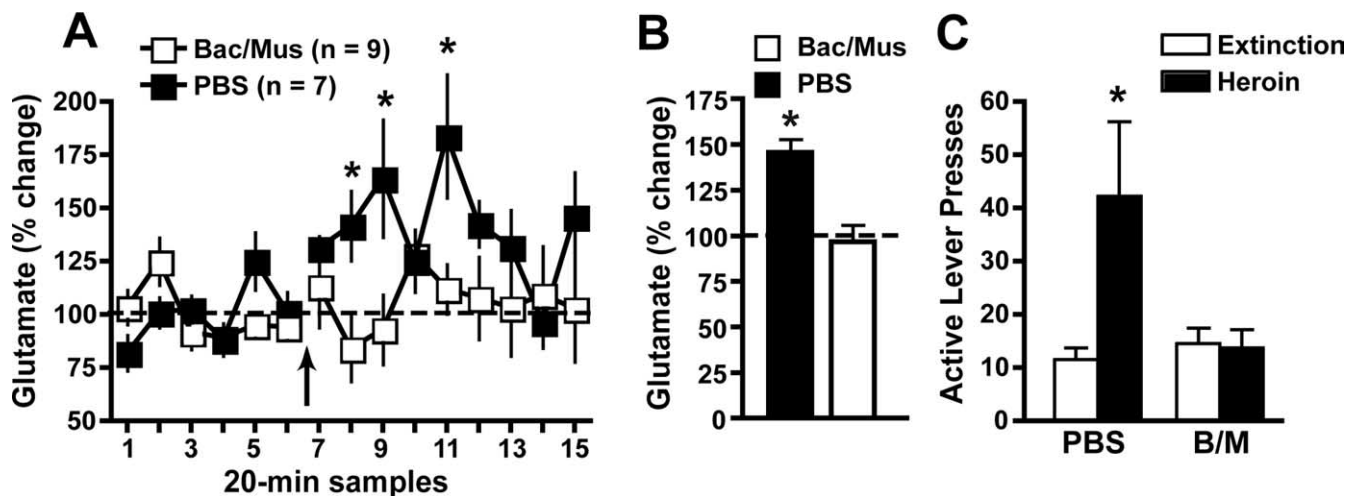 A
Bac/Mus (n = 9)
PBS (n = 7)
Glutamate (% change)
200
175
150
125
100
75
50
* * *
1 3 5 7 9 11 13 15
20-min samples
B
Bac/Mus
PBS
Glutamate (% change)
175
150
125
100
75
50
25
0
*
C
Extinction
Heroin
Active Lever Presses
60
50
40
30
20
10
0
*
PBS B/M